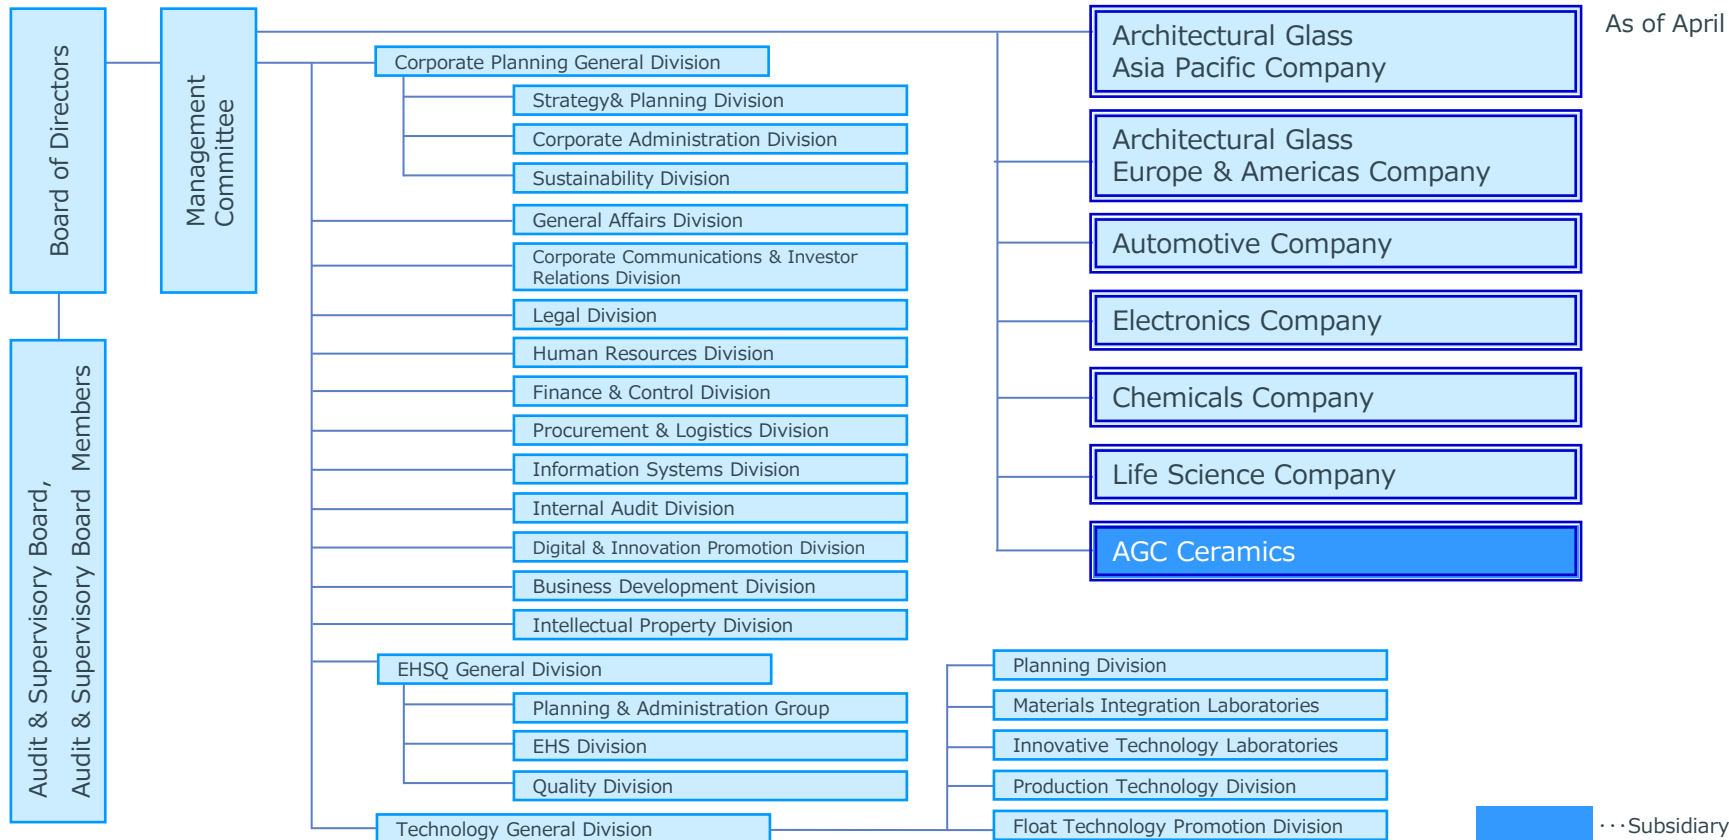 Board of Directors
Audit & Supervisory Board,
Audit & Supervisory Board Members
Management
Committee
Corporate Planning General Division
Strategy& Planning Division
Corporate Administration Division
Sustainability Division
General Affairs Division
Corporate Communications & Investor
Relations Division
Legal Division
Human Resources Division
Finance & Control Division
Procurement & Logistics Division
Information Systems Division
Internal Audit Division
Digital & Innovation Promotion Division
Business Development Division
Intellectual Property Division
EHSQ General Division
Planning & Administration Group
EHS Division
Quality Division
Technology General Division
Planning Division
Materials Integration Laboratories
Innovative Technology Laboratories
Production Technology Division
Float Technology Promotion Division
Architectural Glass
Asia Pacific Company
Architectural Glass
Europe & Americas Company
Automotive Company
Electronics Company
Chemicals Company
Life Science Company
AGC Ceramics
As of April
···Subsidiary